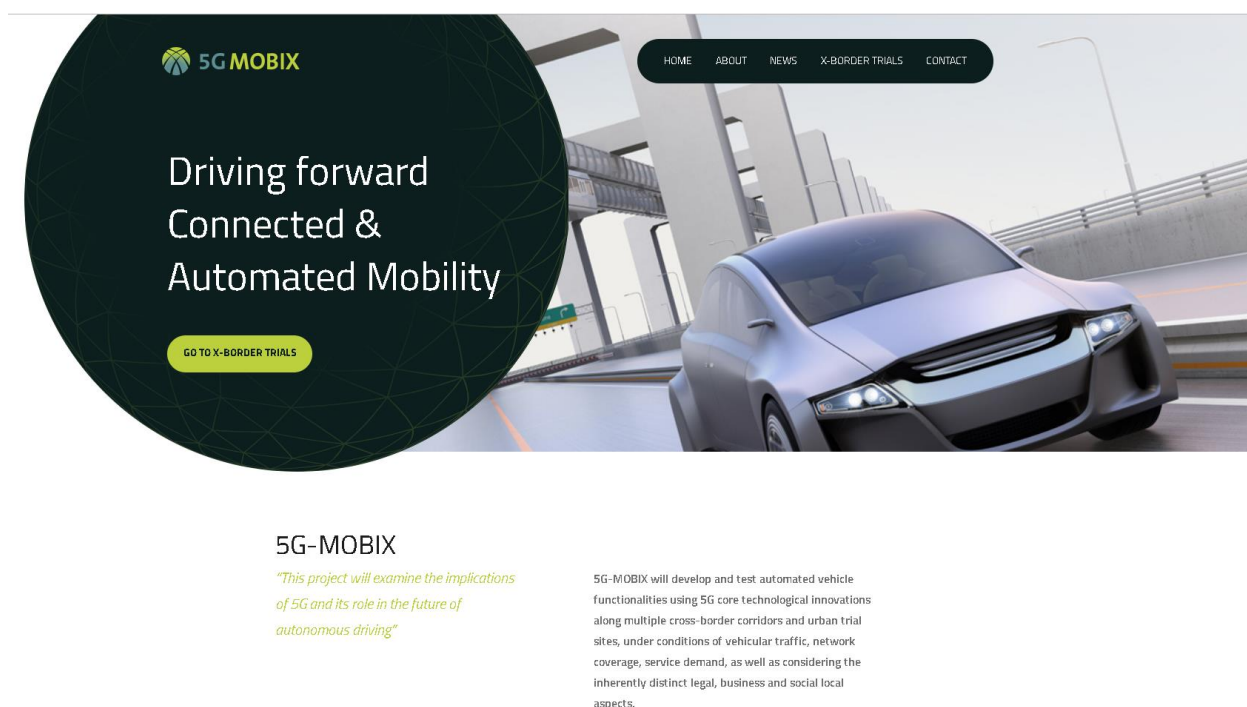 5G MOBIX
HOME ABOUT NEWS X-BORDER TRIALS CONTACT
Driving forward
Connected &
Automated Mobility
GO TO X-BORDER TRIALS
5G-MOBIX
"This project will examine the implications
of 5G and its role in the future of
autonomous driving"
5G-MOBIX will develop and test automated vehicle
functionalities using 5G core technological innovations
along multiple cross-border corridors and urban trial
sites, under conditions of vehicular traffic, network
coverage, service demand, as well as considering the
inherently distinct legal, business and social local
aspects.